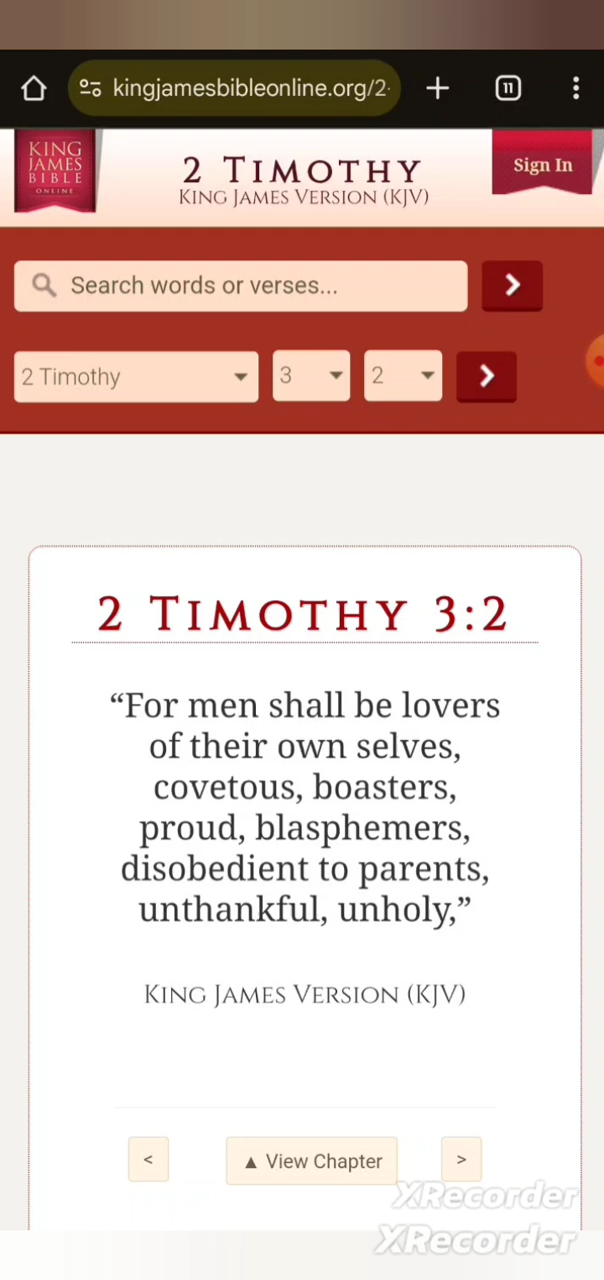 kingjamesbibleonline.org/2
11
KING
JAMES
BIBLE
ONLINE
2 TIMOTHY
KING JAMES VERSION (KJV)
Sign In
Search words or verses...
2 Timothy
3
2
2 TIMOTHY 3:2
“For men shall be lovers
of their own selves,
covetous, boasters,
proud, blasphemers,
disobedient to parents,
unthankful, unholy,”
KING JAMES VERSION (KJV)
<
▲ View Chapter
>
XRecorder
XRecorder